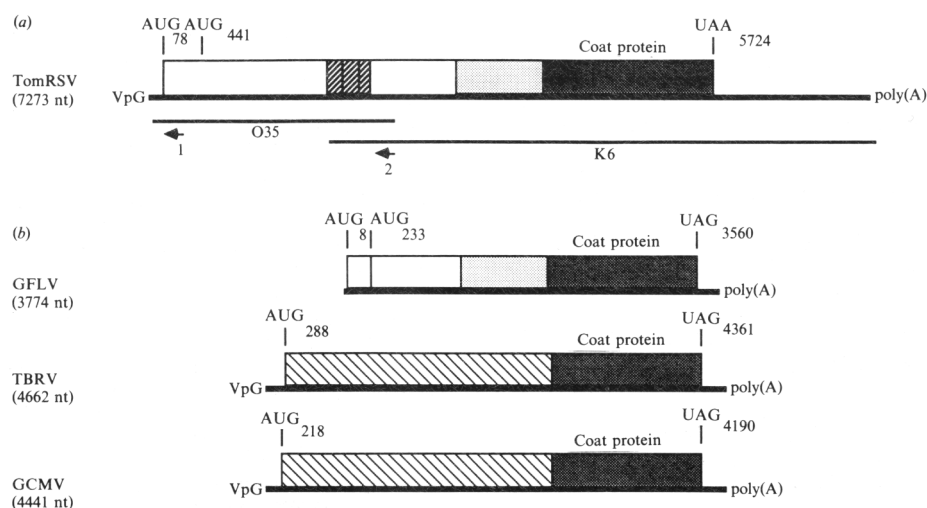 (a)
AUG AUG
78 441
UAA
5724
Coat protein
TomRSV
(7273 nt)
VpG
poly(A)
O35
1
K6
2
(b)
AUG AUG
8 233
UAG
3560
Coat protein
GFLV
(3774 nt)
poly(A)
AUG
288
UAG
4361
Coat protein
TBRV
(4662 nt)
VpG
poly(A)
AUG
218
UAG
4190
Coat protein
GCMV
(4441 nt)
VpG
poly(A)